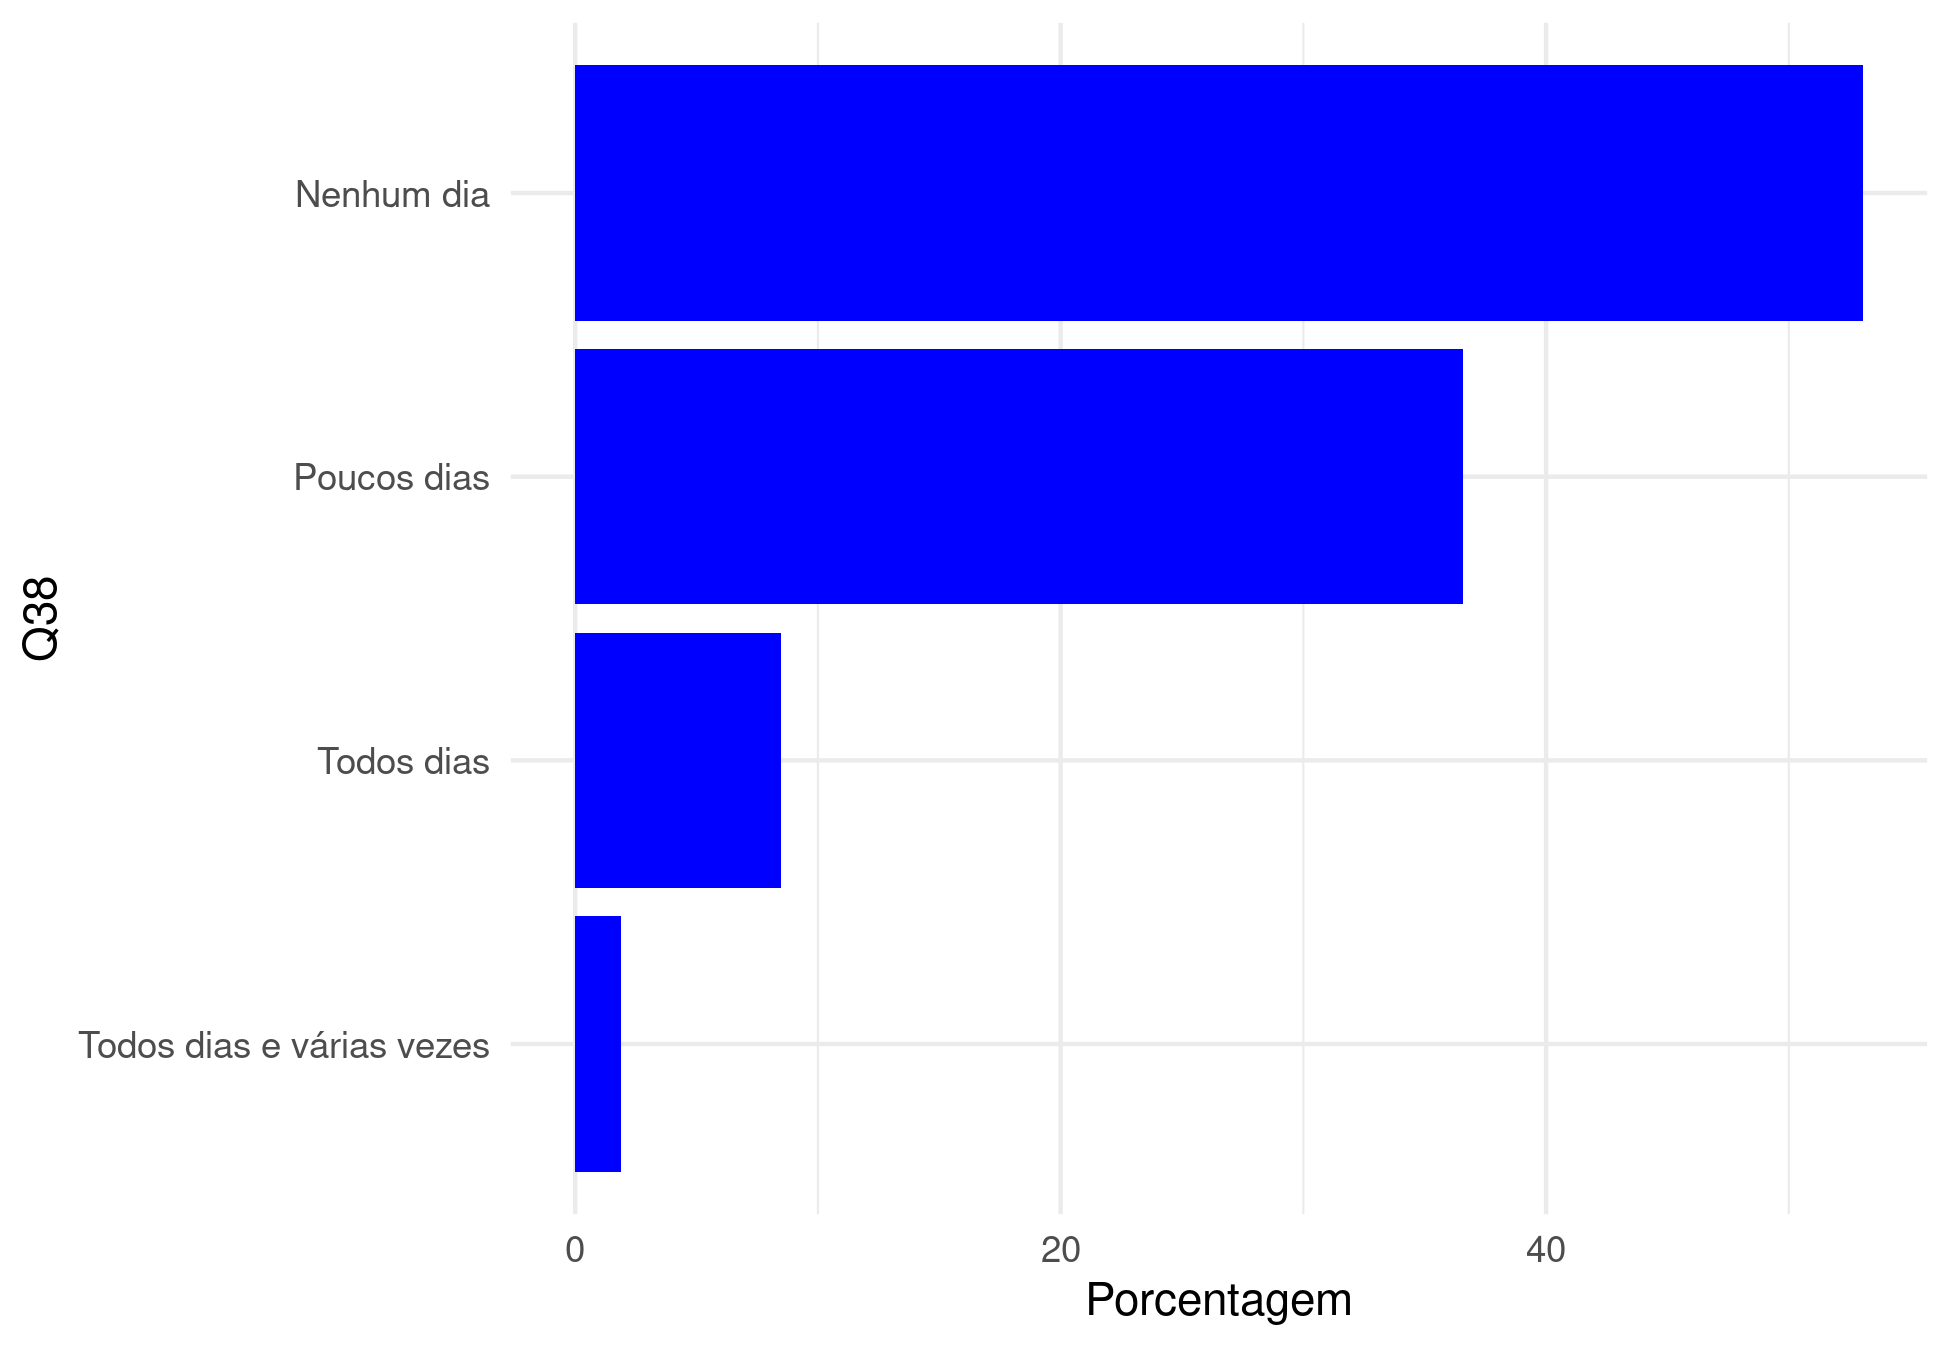 Q38
Nenhum dia
Poucos dias
Todos dias
Todos dias e várias vezes
0 20 40
Porcentagem